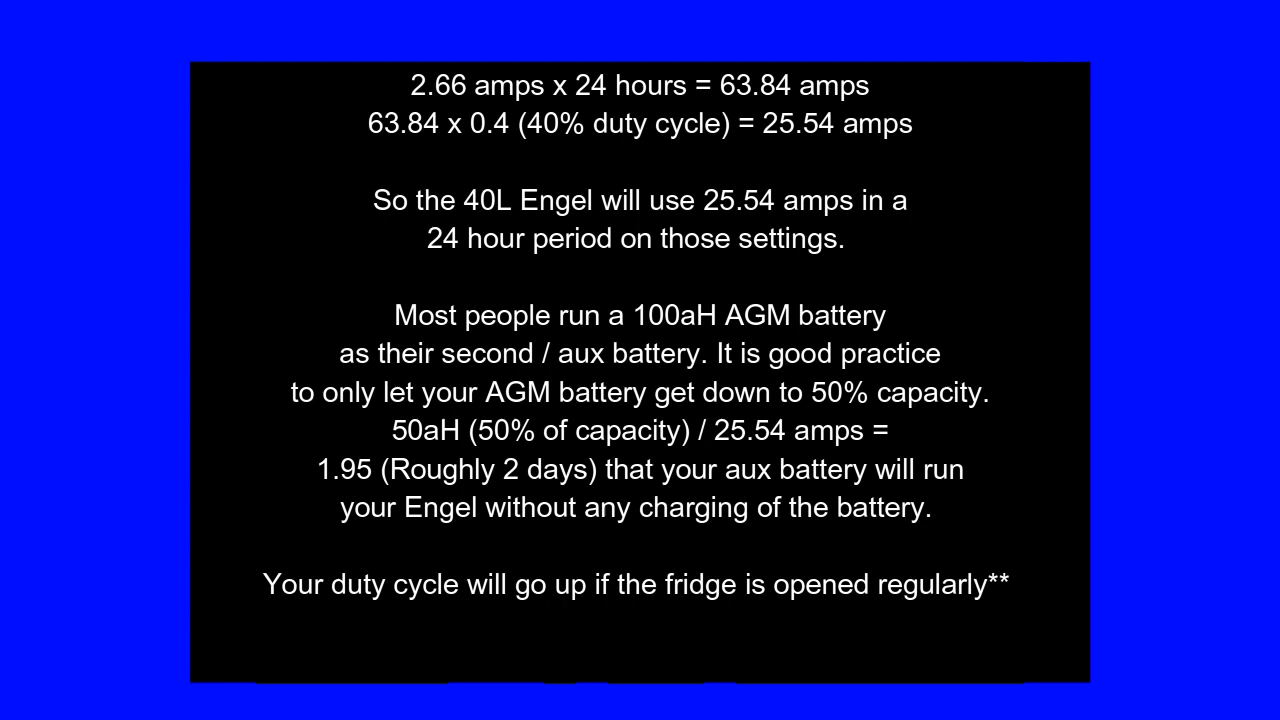 2.66 amps x 24 hours = 63.84 amps
63.84 x 0.4 (40% duty cycle) = 25.54 amps
So the 40L Engel will use 25.54 amps in a
24 hour period on those settings.
Most people run a 100aH AGM battery
as their second / aux battery. It is good practice
to only let your AGM battery get down to 50% capacity.
50aH (50% of capacity) / 25.54 amps =
1.95 (Roughly 2 days) that your aux battery will run
your Engel without any charging of the battery.
Your duty cycle will go up if the fridge is opened regularly**